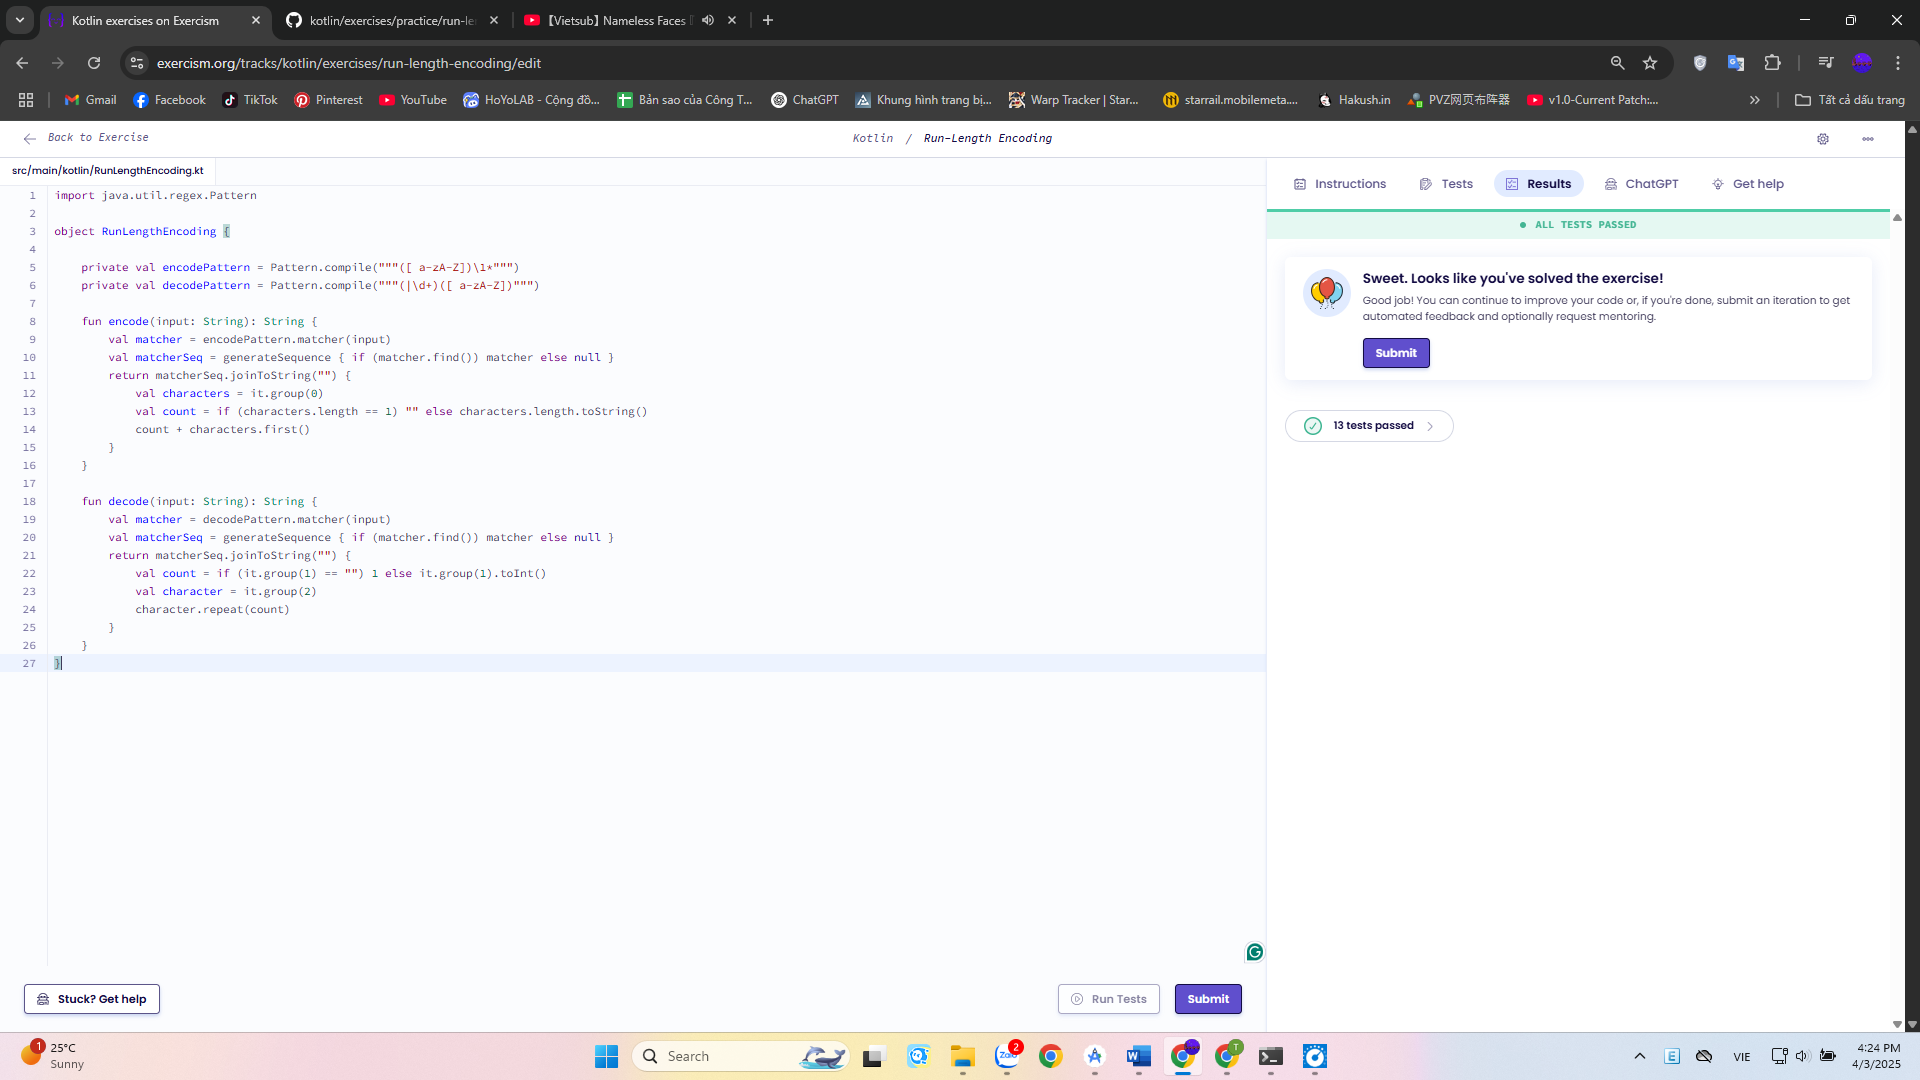 Kotlin exercises on Exercism
kotlin/exercises/practice/run-le
【Vietsub】Nameless Faces
exercism.org/tracks/kotlin/exercises/run-length-encoding/edit
Gmail
Facebook
TikTok
Pinterest
YouTube
HoYoLAB - Cộng đồ...
Bản sao của Công T...
ChatGPT
Khung hình trang bị...
Warp Tracker | Star...
starrail.mobilemeta....
Hakush.in
PVZ网页布阵器
v1.0-Current Patch:...
Tất cả dấu trang
Back to Exercise
Kotlin / Run-Length Encoding
src/main/kotlin/RunLengthEncoding.kt
1 import java.util.regex.Pattern
2
3 object RunLengthEncoding {
4
5 private val encodePattern = Pattern.compile("""([ a-zA-Z])\1*""")
6 private val decodePattern = Pattern.compile("""(|\d+)([ a-zA-Z])""")
7
8 fun encode(input: String): String {
9 val matcher = encodePattern.matcher(input)
10 val matcherSeq = generateSequence { if (matcher.find()) matcher else null }
11 return matcherSeq.joinToString("") {
12 val characters = it.group(0)
13 val count = if (characters.length == 1) "" else characters.length.toString()
14 count + characters.first()
15 }
16 }
17
18 fun decode(input: String): String {
19 val matcher = decodePattern.matcher(input)
20 val matcherSeq = generateSequence { if (matcher.find()) matcher else null }
21 return matcherSeq.joinToString("") {
22 val count = if (it.group(1) == "") 1 else it.group(1).toInt()
23 val character = it.group(2)
24 character.repeat(count)
25 }
26 }
27 }
Stuck? Get help
Run Tests
Submit
Instructions
Tests
Results
ChatGPT
Get help
ALL TESTS PASSED
Sweet. Looks like you've solved the exercise!
Good job! You can continue to improve your code or, if you're done, submit an iteration to get
automated feedback and optionally request mentoring.
Submit
13 tests passed
1
25°C
Sunny
Search
Zalo
2
T
VIE
4:24 PM
4/3/2025